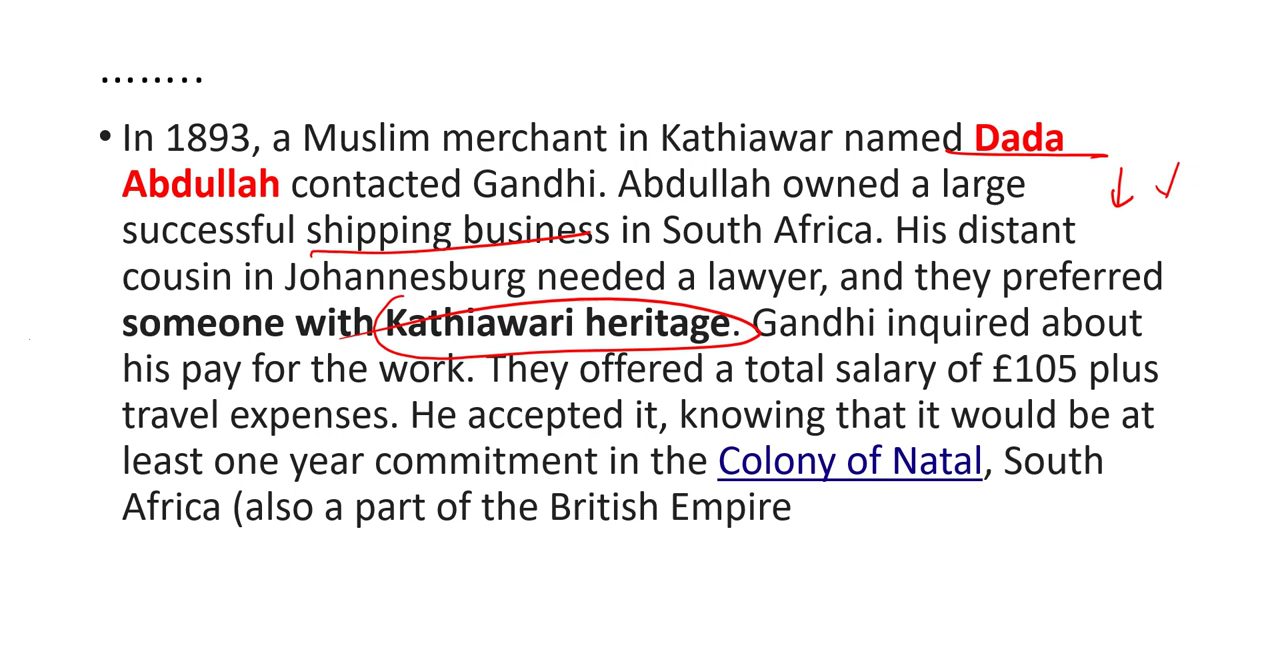 ........
• In 1893, a Muslim merchant in Kathiawar named Dada
Abdullah contacted Gandhi. Abdullah owned a large
successful shipping business in South Africa. His distant
cousin in Johannesburg needed a lawyer, and they preferred
someone with Kathiawari heritage. Gandhi inquired about
his pay for the work. They offered a total salary of £105 plus
travel expenses. He accepted it, knowing that it would be at
least one year commitment in the Colony of Natal, South
Africa (also a part of the British Empire